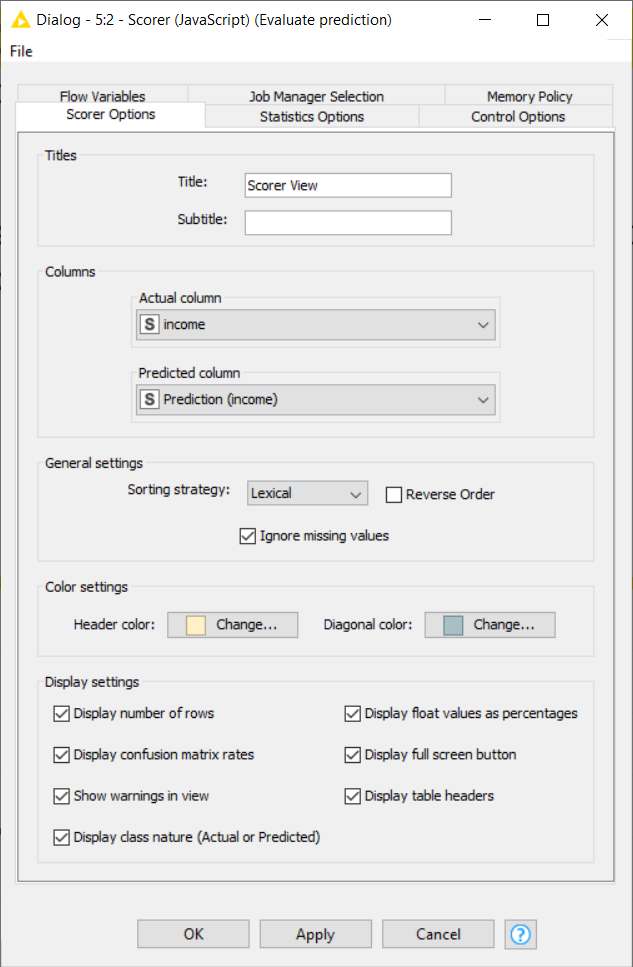 Dialog - 5:2 - Scorer (JavaScript) (Evaluate prediction)
File
Flow Variables Job Manager Selection Memory Policy
Scorer Options Statistics Options Control Options
Titles
Title: Scorer View
Subtitle:
Columns
Actual column
S income
Predicted column
S Prediction (income)
General settings
Sorting strategy: Lexical Reverse Order
Ignore missing values
Color settings
Header color: Change... Diagonal color: Change...
Display settings
Display number of rows Display float values as percentages
Display confusion matrix rates Display full screen button
Show warnings in view Display table headers
Display class nature (Actual or Predicted)
OK Apply Cancel ?